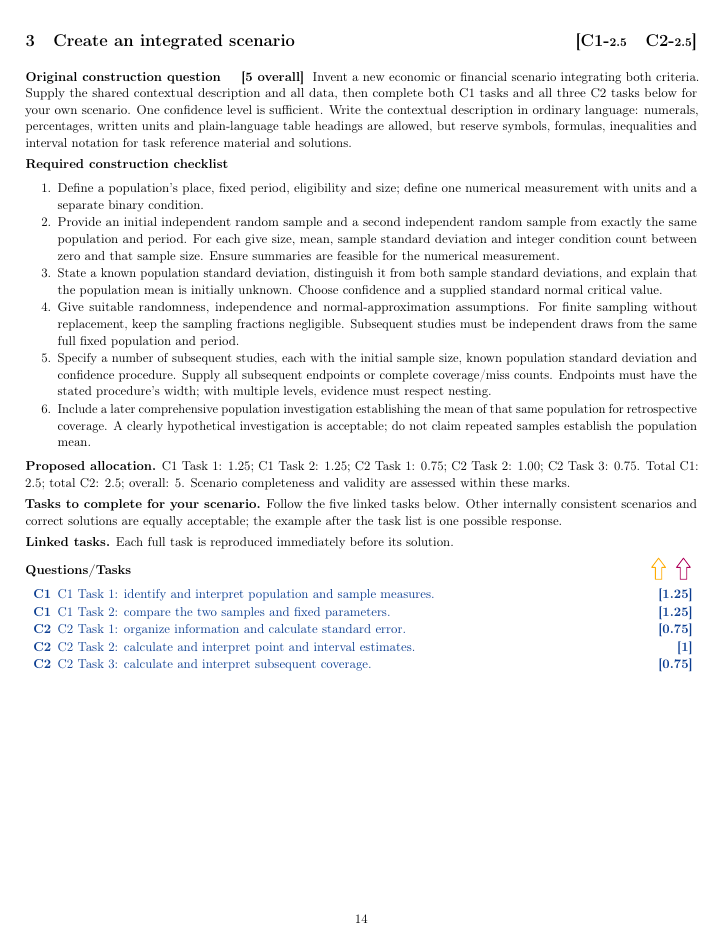 3 Create an integrated scenario [C1-2.5 C2-2.5]
Original construction question [5 overall] Invent a new economic or financial scenario integrating both criteria.
Supply the shared contextual description and all data, then complete both C1 tasks and all three C2 tasks below for
your own scenario. One confidence level is sufficient. Write the contextual description in ordinary language: numerals,
percentages, written units and plain-language table headings are allowed, but reserve symbols, formulas, inequalities and
interval notation for task reference material and solutions.
Required construction checklist
1. Define a population's place, fixed period, eligibility and size; define one numerical measurement with units and a
separate binary condition.
2. Provide an initial independent random sample and a second independent random sample from exactly the same
population and period. For each give size, mean, sample standard deviation and integer condition count between
zero and that sample size. Ensure summaries are feasible for the numerical measurement.
3. State a known population standard deviation, distinguish it from both sample standard deviations, and explain that
the population mean is initially unknown. Choose confidence and a supplied standard normal critical value.
4. Give suitable randomness, independence and normal-approximation assumptions. For finite sampling without
replacement, keep the sampling fractions negligible. Subsequent studies must be independent draws from the same
full fixed population and period.
5. Specify a number of subsequent studies, each with the initial sample size, known population standard deviation and
confidence procedure. Supply all subsequent endpoints or complete coverage/miss counts. Endpoints must have the
stated procedure's width; with multiple levels, evidence must respect nesting.
6. Include a later comprehensive population investigation establishing the mean of that same population for retrospective
coverage. A clearly hypothetical investigation is acceptable; do not claim repeated samples establish the population
mean.
Proposed allocation. C1 Task 1: 1.25; C1 Task 2: 1.25; C2 Task 1: 0.75; C2 Task 2: 1.00; C2 Task 3: 0.75. Total C1:
2.5; total C2: 2.5; overall: 5. Scenario completeness and validity are assessed within these marks.
Tasks to complete for your scenario. Follow the five linked tasks below. Other internally consistent scenarios and
correct solutions are equally acceptable; the example after the task list is one possible response.
Linked tasks. Each full task is reproduced immediately before its solution.
Questions/Tasks
C1 C1 Task 1: identify and interpret population and sample measures. [1.25]
C1 C1 Task 2: compare the two samples and fixed parameters. [1.25]
C2 C2 Task 1: organize information and calculate standard error. [0.75]
C2 C2 Task 2: calculate and interpret point and interval estimates. [1]
C2 C2 Task 3: calculate and interpret subsequent coverage. [0.75]
14